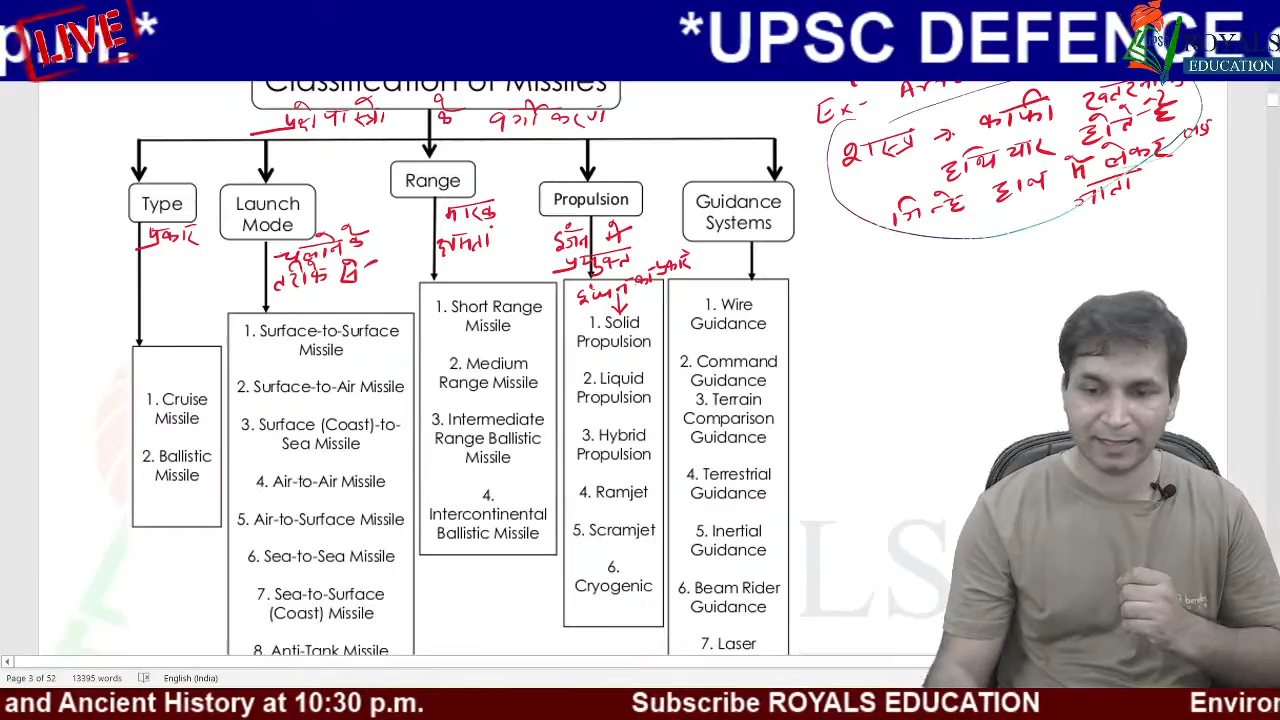 LIVE
*UPSC DEFENCE
ROYALS
EDUCATION
Classification of Missiles
के वर्गीकरण
Ex-
शस्त्र → काफी
हथियार होते है
जिन्हे हाथ में लेकर
जाता
Type
प्रकार
Launch
Mode
चलाने के
Range
मारक
क्षमता
Propulsion
इंजन में
प्रयुक्त
इंधन का प्रकार
Guidance
Systems
1. Cruise
Missile
2. Ballistic
Missile
1. Surface-to-Surface
Missile
2. Surface-to-Air Missile
3. Surface (Coast)-to-
Sea Missile
4. Air-to-Air Missile
5. Air-to-Surface Missile
6. Sea-to-Sea Missile
7. Sea-to-Surface
(Coast) Missile
8. Anti-Tank Missile
1. Short Range
Missile
2. Medium
Range Missile
3. Intermediate
Range Ballistic
Missile
4.
Intercontinental
Ballistic Missile
1. Solid
Propulsion
2. Liquid
Propulsion
3. Hybrid
Propulsion
4. Ramjet
5. Scramjet
6.
Cryogenic
1. Wire
Guidance
2. Command
Guidance
3. Terrain
Comparison
Guidance
4. Terrestrial
Guidance
5. Inertial
Guidance
6. Beam Rider
Guidance
7. Laser
Page 3 of 52 13395 words English (India)
and Ancient History at 10:30 p.m. Subscribe ROYALS EDUCATION Enviro